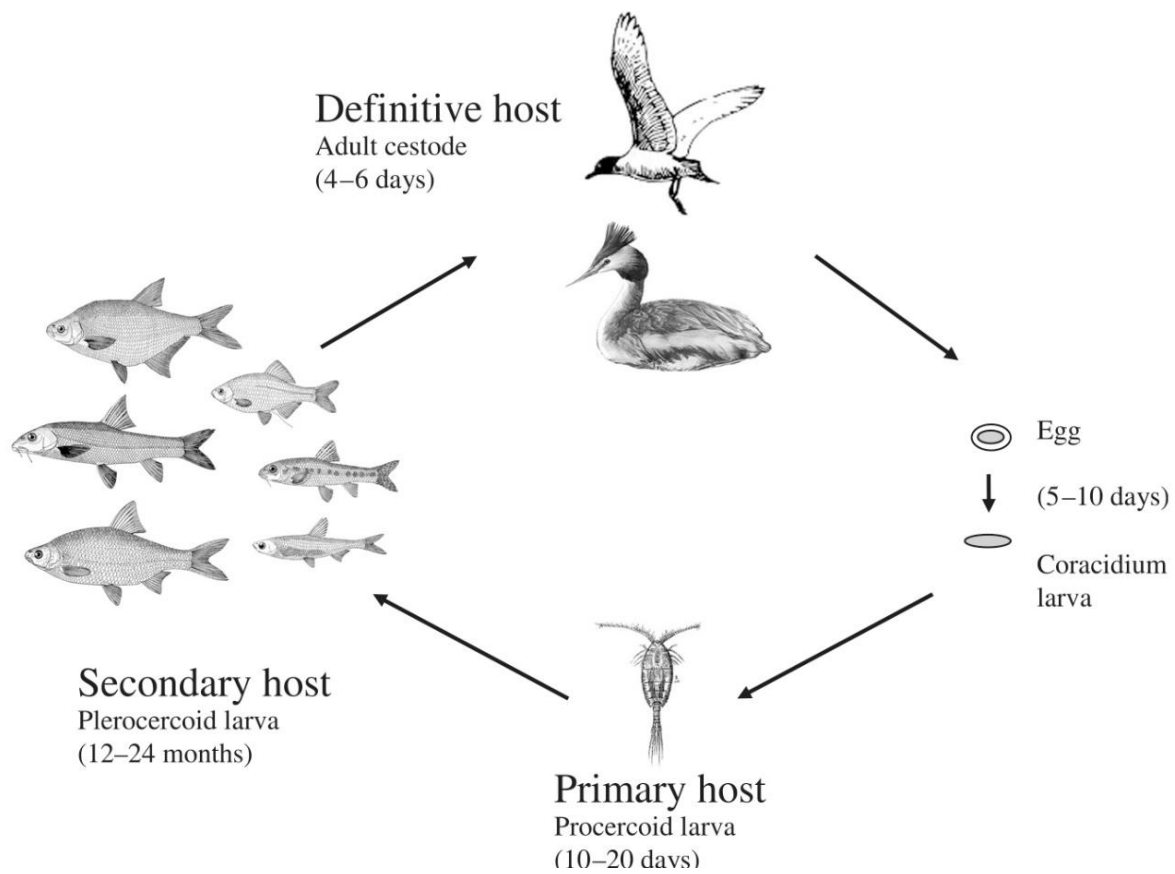 Definitive host
Adult cestode
(4–6 days)
Egg
(5–10 days)
Coracidium
larva
Primary host
Procercoid larva
(10–20 days)
Secondary host
Plerocercoid larva
(12–24 months)